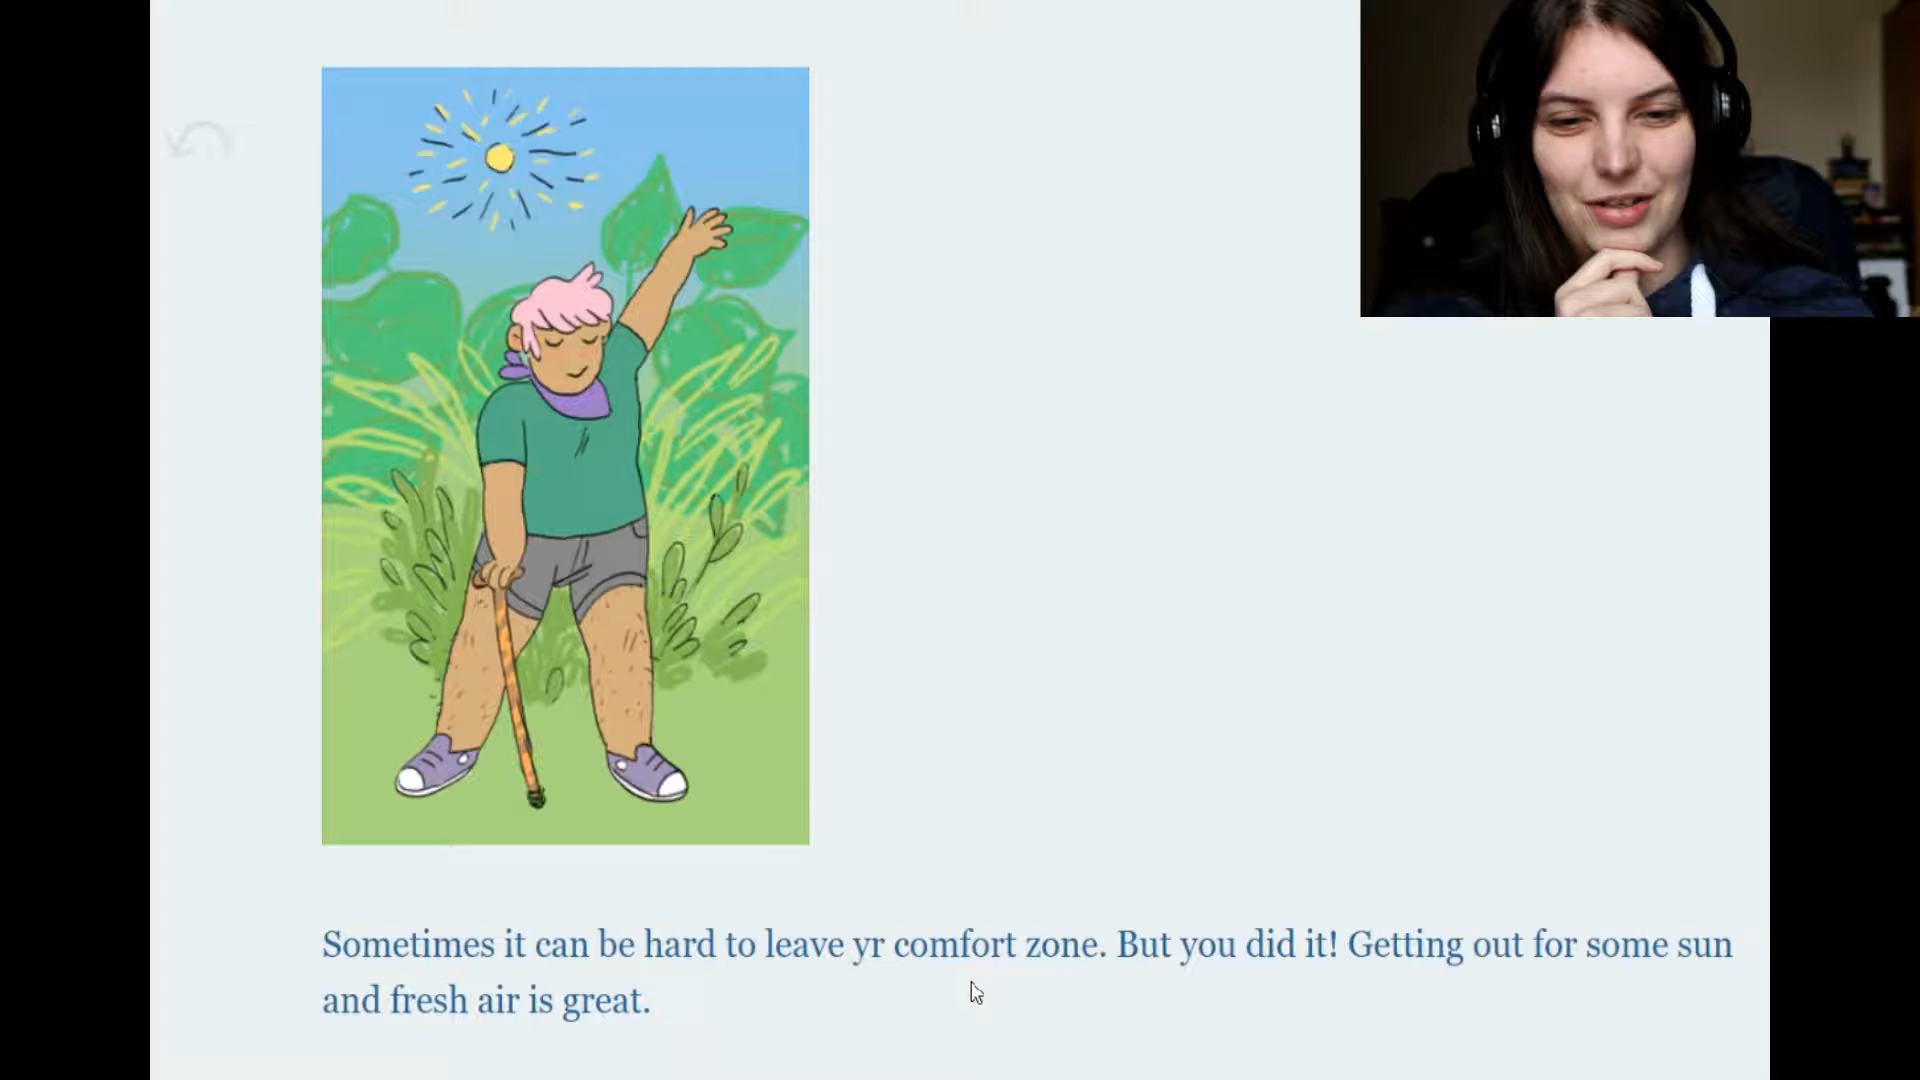 Sometimes it can be hard to leave yr comfort zone. But you did it! Getting out for some sun
and fresh air is great.